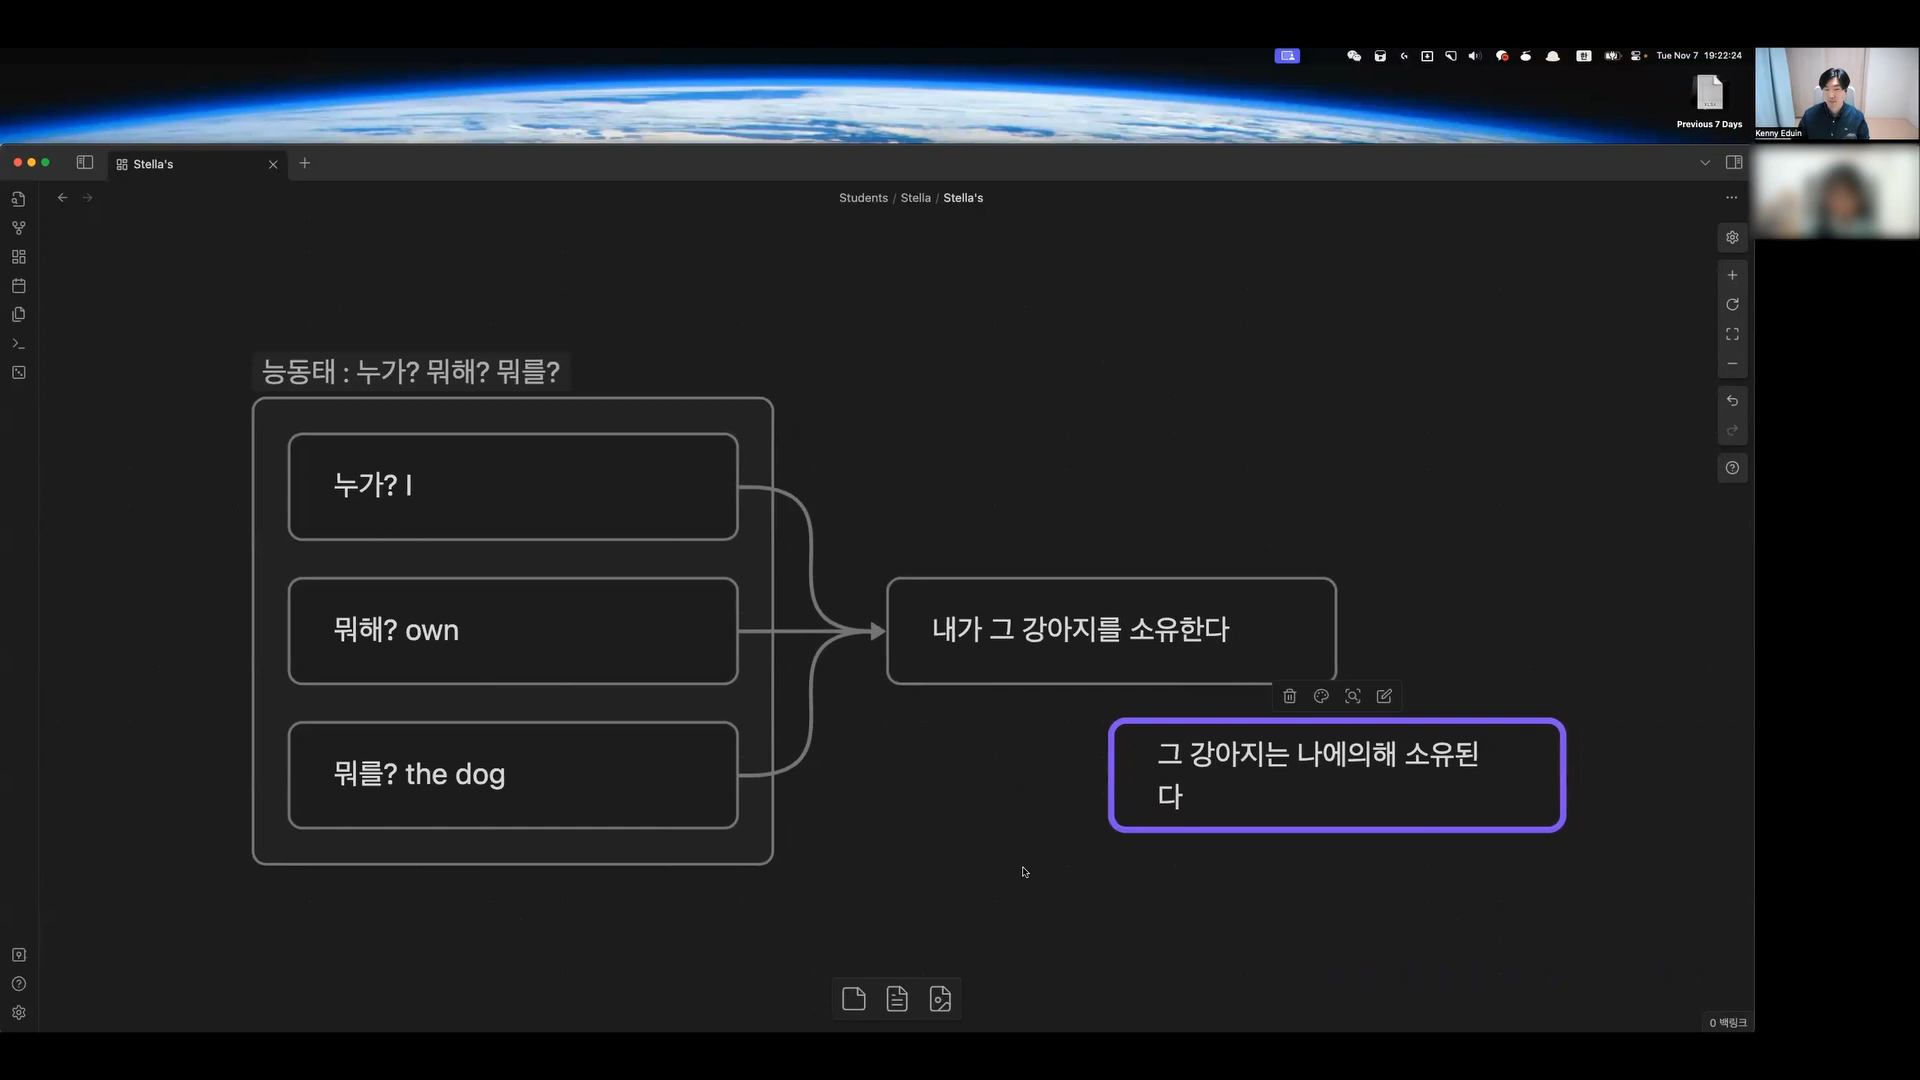 Tue Nov 7 19:22:24
XLSX
Previous 7 Days
Kenny Eduin
Stella's
Students / Stella / Stella's
능동태 : 누가? 뭐해? 뭐를?
누가? I
뭐해? own
뭐를? the dog
내가 그 강아지를 소유한다
그 강아지는 나에의해 소유된
다
0 백링크